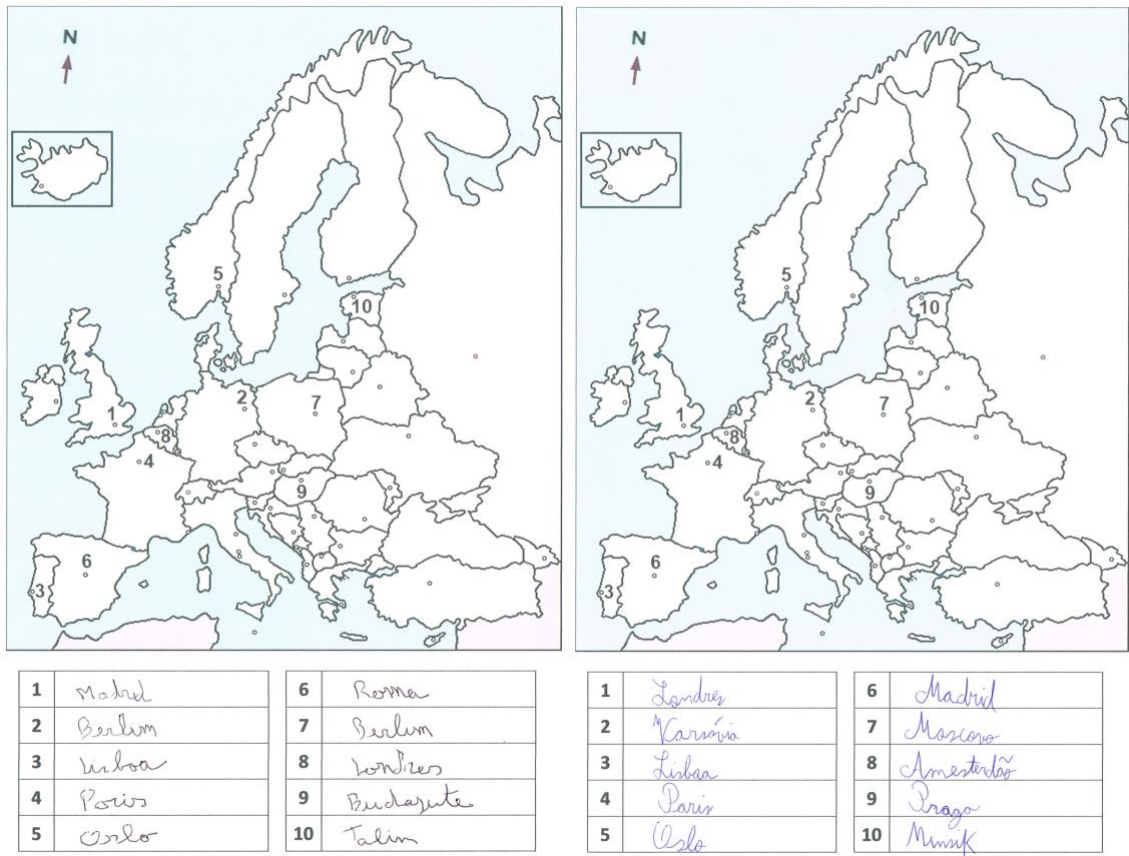 N
5
10
2
1
7
8
4
9
6
3
N
5
10
2
1
7
8
4
9
6
3
1 Madrid
2 Berlim
3 Lisboa
4 Paris
5 Oslo
6 Roma
7 Berlim
8 Londres
9 Budapeste
10 Talin
1 Londres
2 Varsóvia
3 Lisboa
4 Paris
5 Oslo
6 Madrid
7 Moscovo
8 Amesterdão
9 Praga
10 Minsk